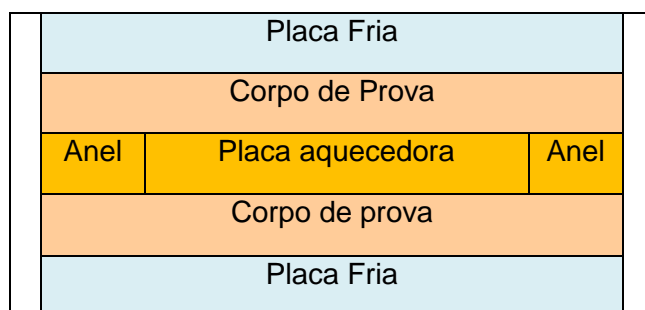 Placa Fria
Corpo de Prova
Anel Placa aquecedora Anel
Corpo de prova
Placa Fria